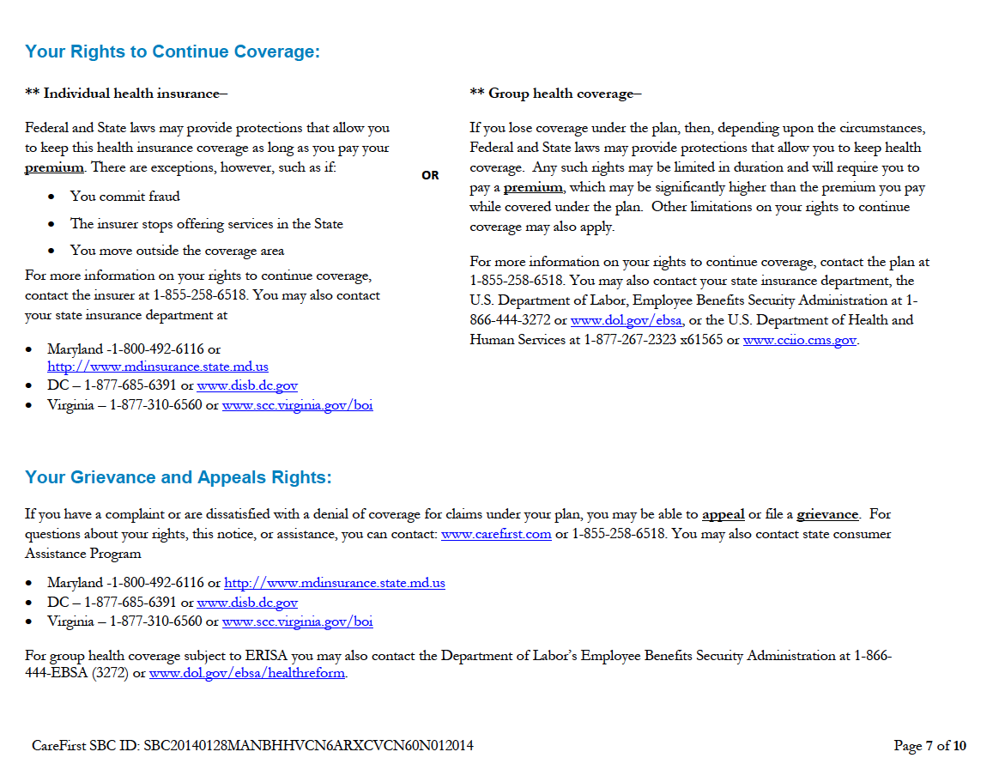 Your Rights to Continue Coverage:
** Individual health insurance–
Federal and State laws may provide protections that allow you
to keep this health insurance coverage as long as you pay your
premium. There are exceptions, however, such as if:
• You commit fraud
• The insurer stops offering services in the State
• You move outside the coverage area
For more information on your rights to continue coverage,
contact the insurer at 1-855-258-6518. You may also contact
your state insurance department at
• Maryland -1-800-492-6116 or
http://www.mdinsurance.state.md.us
• DC – 1-877-685-6391 or www.disb.dc.gov
• Virginia – 1-877-310-6560 or www.scc.virginia.gov/boi
OR
** Group health coverage–
If you lose coverage under the plan, then, depending upon the circumstances,
Federal and State laws may provide protections that allow you to keep health
coverage.  Any such rights may be limited in duration and will require you to
pay a premium, which may be significantly higher than the premium you pay
while covered under the plan.  Other limitations on your rights to continue
coverage may also apply.
For more information on your rights to continue coverage, contact the plan at
1-855-258-6518. You may also contact your state insurance department, the
U.S. Department of Labor, Employee Benefits Security Administration at 1-
866-444-3272 or www.dol.gov/ebsa, or the U.S. Department of Health and
Human Services at 1-877-267-2323 x61565 or www.cciio.cms.gov.
Your Grievance and Appeals Rights:
If you have a complaint or are dissatisfied with a denial of coverage for claims under your plan, you may be able to appeal or file a grievance.  For
questions about your rights, this notice, or assistance, you can contact: www.carefirst.com or 1-855-258-6518. You may also contact state consumer
Assistance Program
• Maryland -1-800-492-6116 or http://www.mdinsurance.state.md.us
• DC – 1-877-685-6391 or www.disb.dc.gov
• Virginia – 1-877-310-6560 or www.scc.virginia.gov/boi
For group health coverage subject to ERISA you may also contact the Department of Labor’s Employee Benefits Security Administration at 1-866-
444-EBSA (3272) or www.dol.gov/ebsa/healthreform.
CareFirst SBC ID: SBC20140128MANBHHVCN6ARXCVCN60N012014
Page 7 of 10